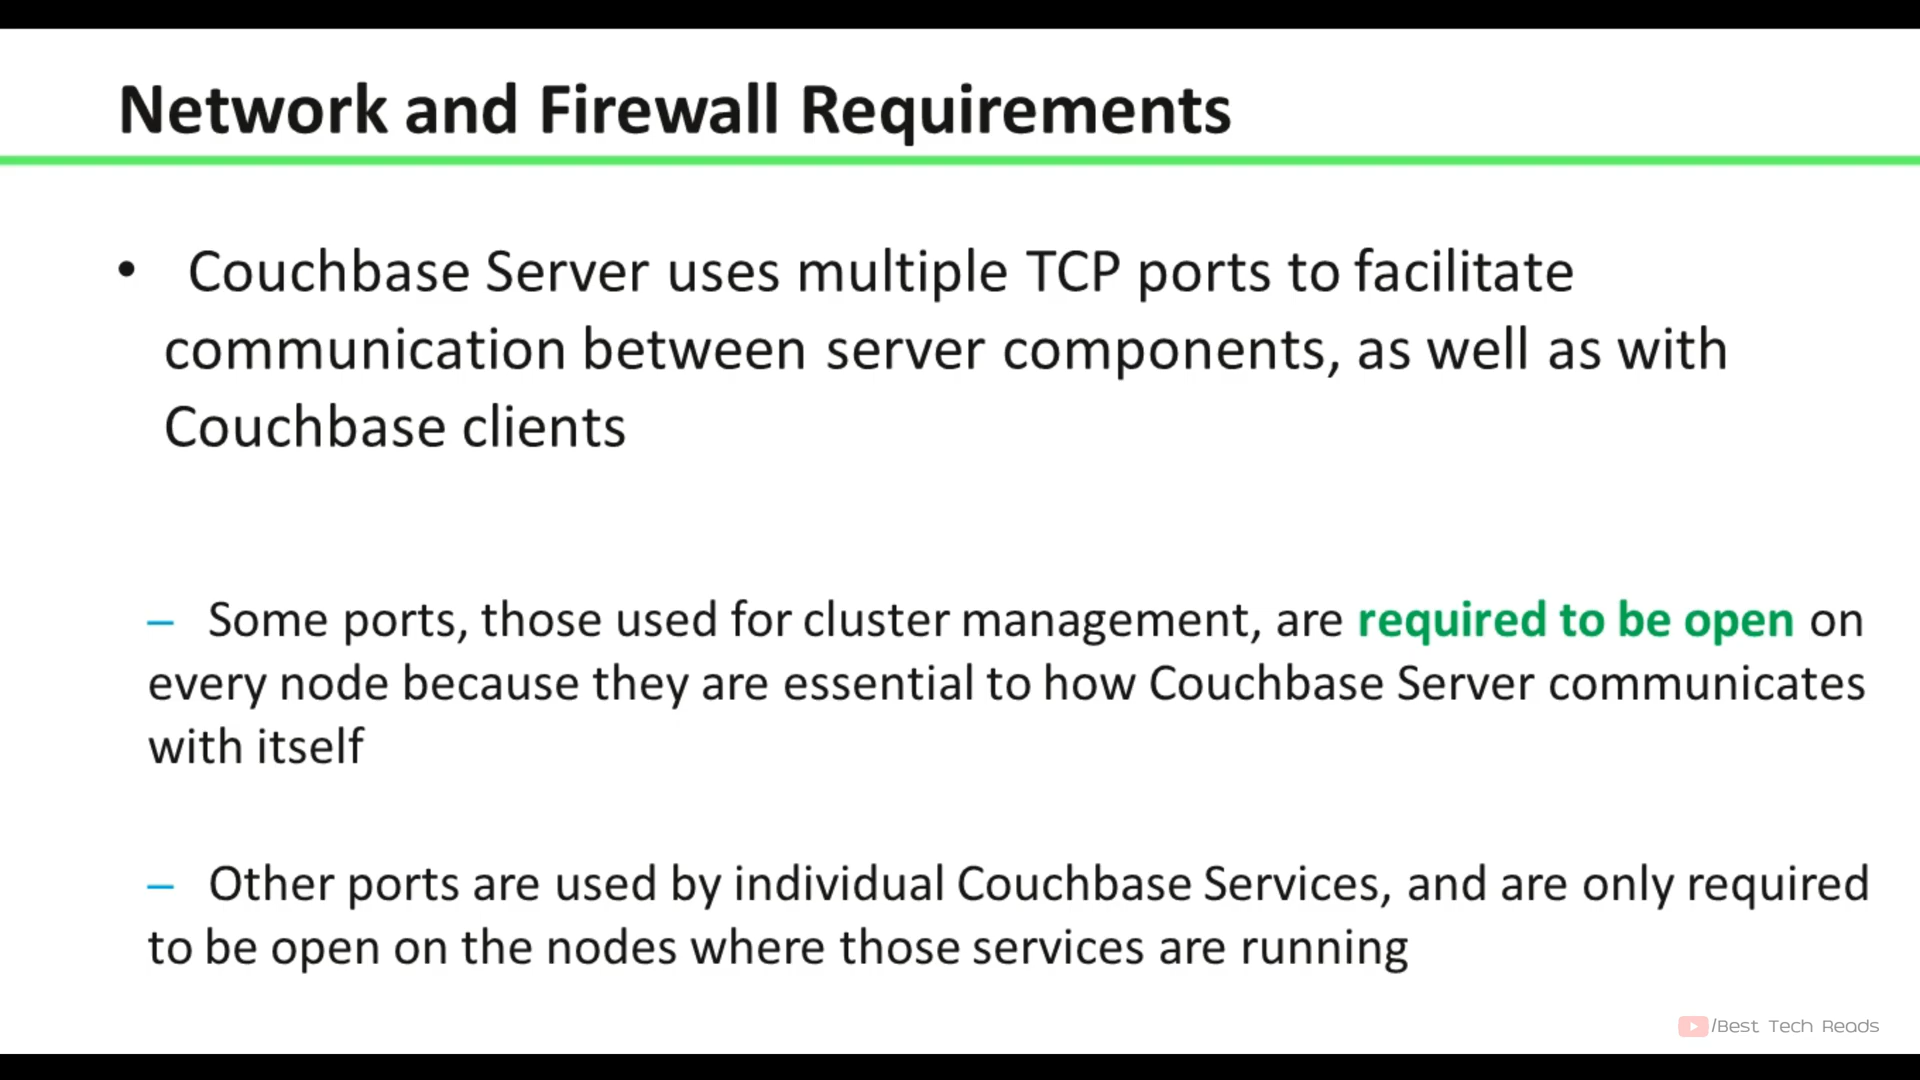 Network and Firewall Requirements
• Couchbase Server uses multiple TCP ports to facilitate
communication between server components, as well as with
Couchbase clients
– Some ports, those used for cluster management, are required to be open on
every node because they are essential to how Couchbase Server communicates
with itself
– Other ports are used by individual Couchbase Services, and are only required
to be open on the nodes where those services are running
/Best Tech Reads